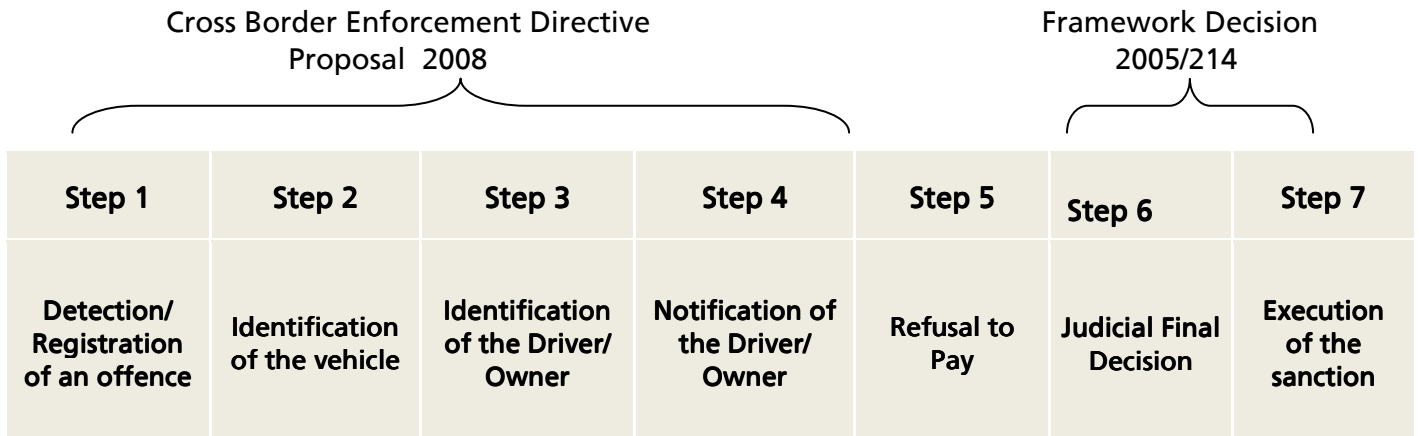 Cross Border Enforcement Directive
Proposal 2008
Framework Decision
2005/214
Step 1
Step 2
Step 3
Step 4
Step 5
Step 6
Step 7
Detection/
Registration
of an offence
Identification
of the vehicle
Identification
of the Driver/
Owner
Notification of
the Driver/
Owner
Refusal to
Pay
Judicial Final
Decision
Execution
of the
sanction